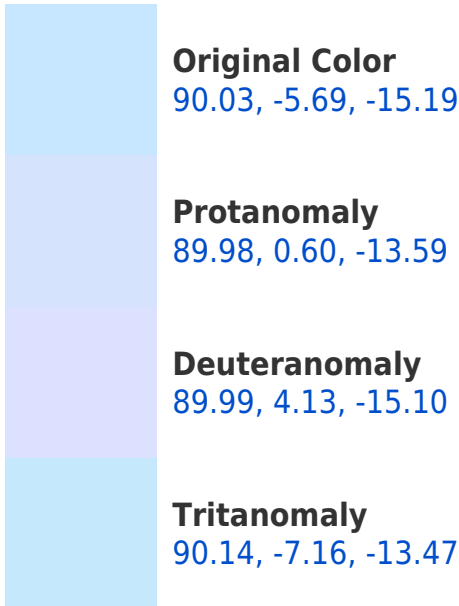 Original Color
90.03, -5.69, -15.19
Protanomaly
89.98, 0.60, -13.59
Deuteranomaly
89.99, 4.13, -15.10
Tritanomaly
90.14, -7.16, -13.47